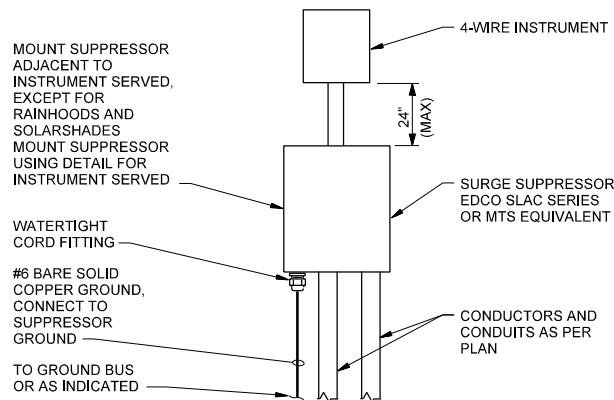 MOUNT SUPPRESSOR
ADJACENT TO
INSTRUMENT SERVED,
EXCEPT FOR
RAINHOODS AND
SOLARSHADES
MOUNT SUPPRESSOR
USING DETAIL FOR
INSTRUMENT SERVED
WATERTIGHT
CORD FITTING
#6 BARE SOLID
COPPER GROUND,
CONNECT TO
SUPPRESSOR
GROUND
TO GROUND BUS
OR AS INDICATED
4-WIRE INSTRUMENT
24"
(MAX)
SURGE SUPPRESSOR
EDCO SLAC SERIES
OR MTS EQUIVALENT
CONDUCTORS AND
CONDUITS AS PER
PLAN